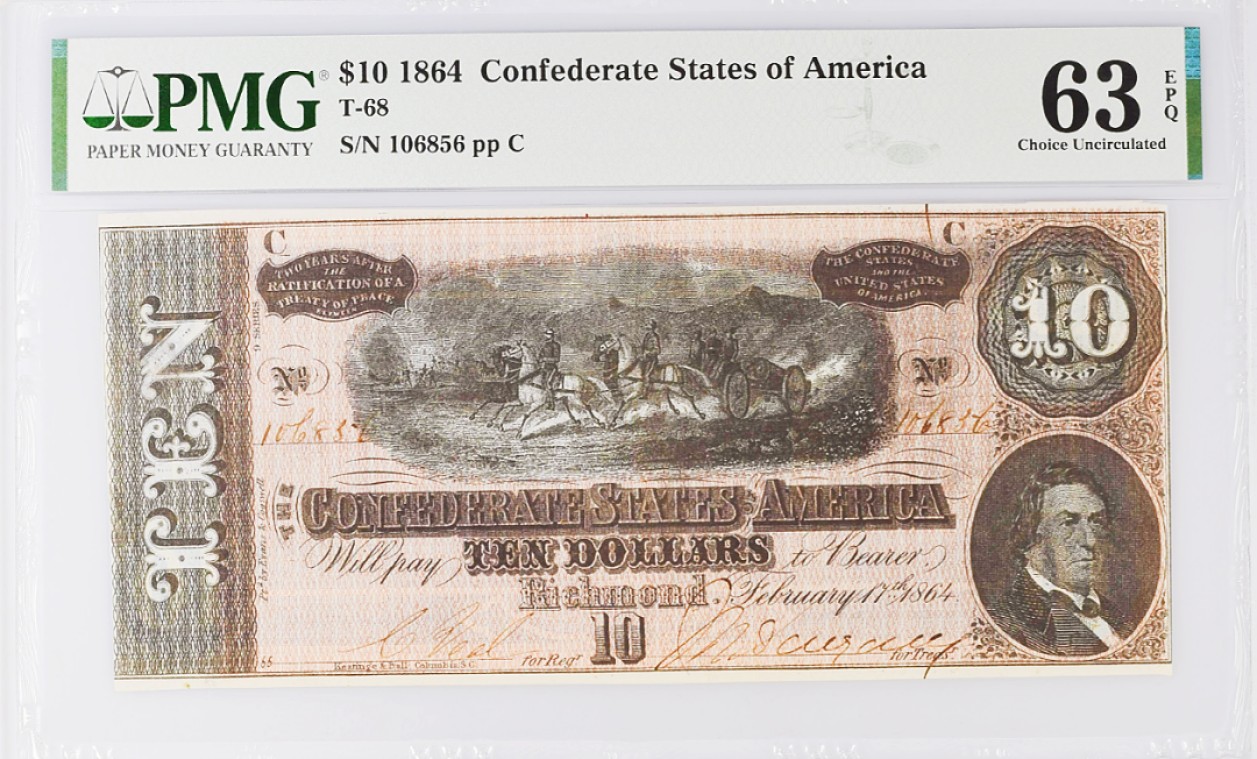 PMG®
PAPER MONEY GUARANTY
$10 1864 Confederate States of America
T-68
S/N 106856 pp C
63
EPQ
Choice Uncirculated
C
C
TWO YEARS AFTER
THE
RATIFICATION OF A
TREATY OF PEACE
BETWEEN
THE CONFEDERATE
STATES
AND THE
UNITED STATES
OF AMERICA.
10
TEN
9 SERIES
No
No
106856
106856
THE
CONFEDERATE STATES OF AMERICA
Will pay TEN DOLLARS to Bearer.
Richmond. February 17th 1864.
10
for Regr
for Treasr